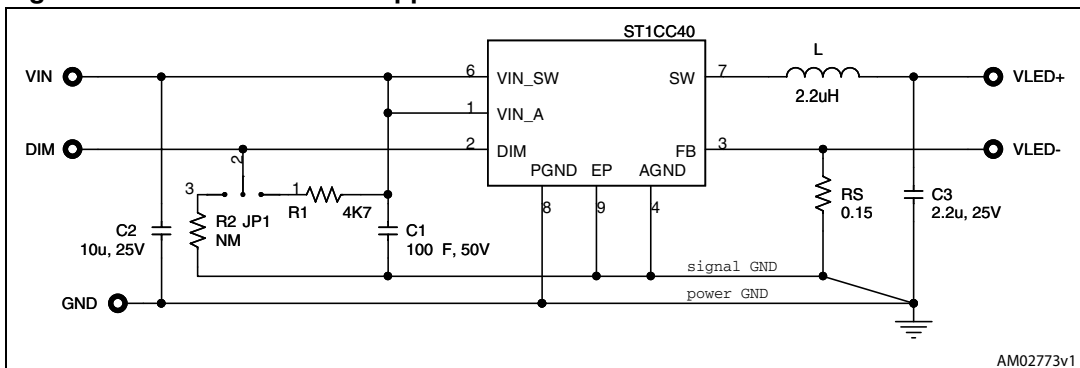 ST1CC40
VIN
6
VIN_SW
SW
7
L
2.2uH
VLED+
1
VIN_A
DIM
2
DIM
FB
3
VLED-
PGND
EP
AGND
2
3
1
R1
4K7
R2
JP1
NM
8
9
4
RS
0.15
C3
2.2u, 25V
C2
10u, 25V
C1
100 F, 50V
signal GND
power GND
GND
AM02773v1